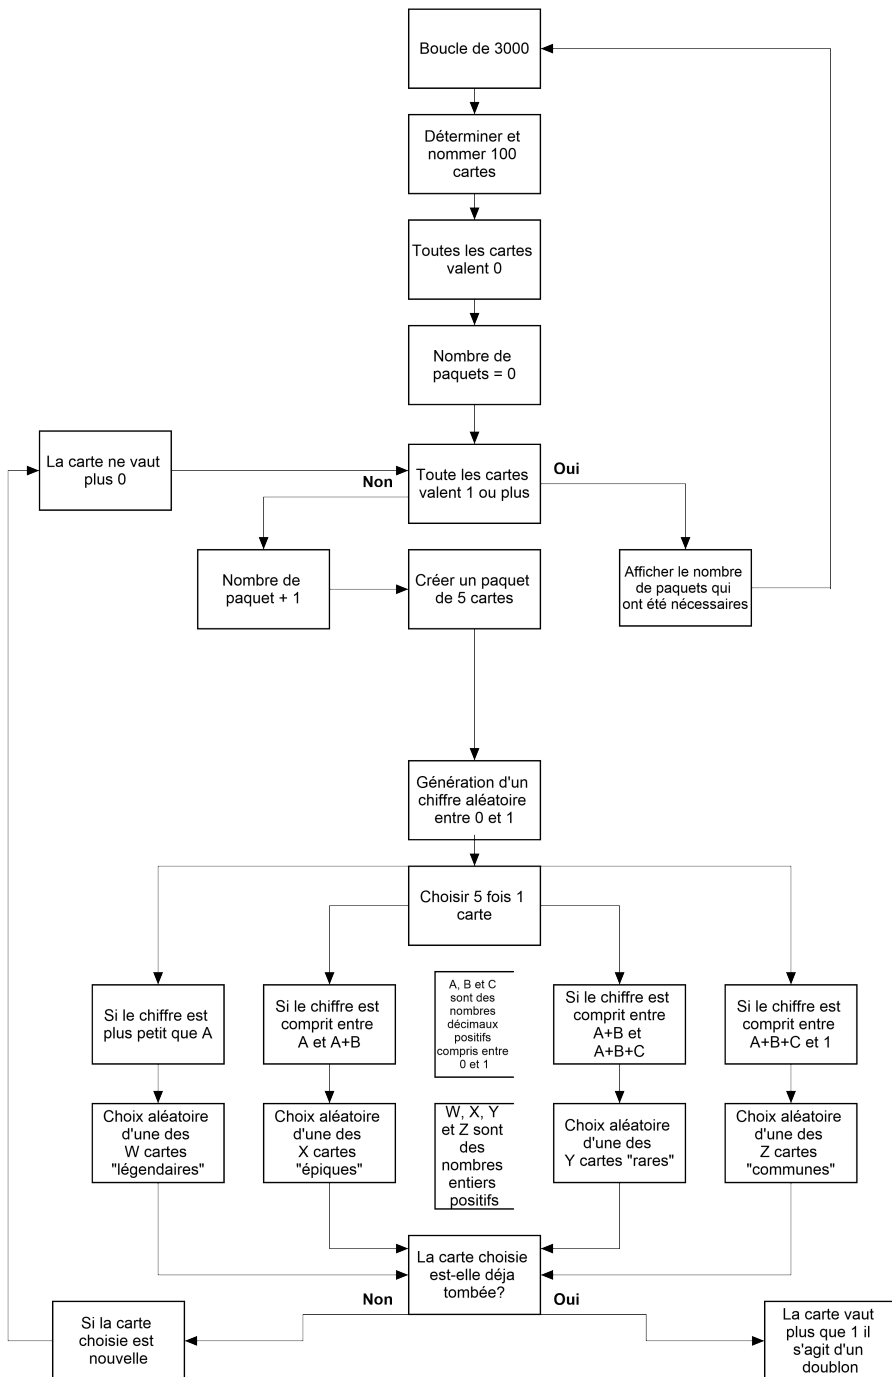 Boucle de 3000
Déterminer et
nommer 100
cartes
Toutes les cartes
valent 0
Nombre de
paquets = 0
La carte ne vaut
plus 0
Toute les cartes
valent 1 ou plus
Non
Oui
Nombre de
paquet + 1
Créer un paquet
de 5 cartes
Afficher le nombre
de paquets qui
ont été nécessaires
Génération d'un
chiffre aléatoire
entre 0 et 1
Choisir 5 fois 1
carte
Si le chiffre est
plus petit que A
Si le chiffre est
comprit entre
A et A+B
A, B et C
sont des
nombres
décimaux
positifs
compris entre
0 et 1
Si le chiffre est
comprit entre
A+B et
A+B+C
Si le chiffre est
comprit entre
A+B+C et 1
Choix aléatoire
d'une des
W cartes
"légendaires"
Choix aléatoire
d'une des
X cartes
"épiques"
W, X, Y
et Z sont
des
nombres
entiers
positifs
Choix aléatoire
d'une des
Y cartes "rares"
Choix aléatoire
d'une des
Z cartes
"communes"
La carte choisie
est-elle déja
tombée?
Non
Oui
Si la carte
choisie est
nouvelle
La carte vaut
plus que 1 il
s'agit d'un
doublon